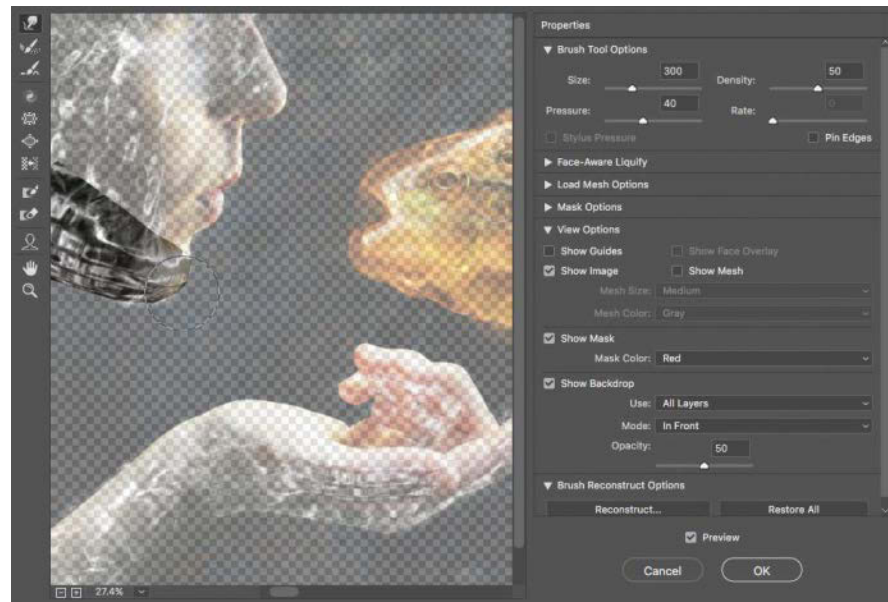 Properties
Brush Tool Options
Size: 300 Density: 50
Pressure: 40 Rate: 0
Stylus Pressure Pin Edges
Face-Aware Liquify
Load Mesh Options
Mask Options
View Options
Show Guides Show Face Overlay
Show Image Show Mesh
Mesh Size: Medium
Mesh Color: Gray
Show Mask
Mask Color: Red
Show Backdrop
Use: All Layers
Mode: In Front
Opacity: 50
Brush Reconstruct Options
Reconstruct... Restore All
Preview
Cancel OK
27.4%